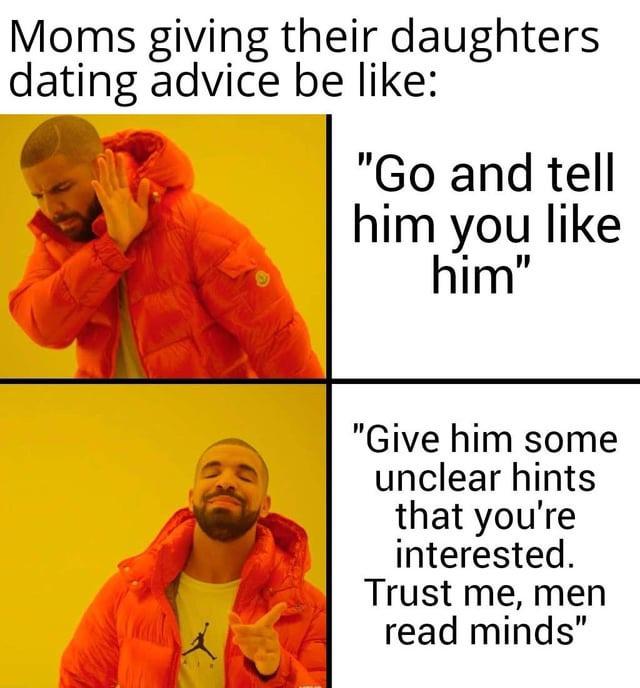 Moms giving their daughters
dating advice be like:
"Go and tell
him you like
him"
"Give him some
unclear hints
that you're
interested.
Trust me, men
read minds"
AIR